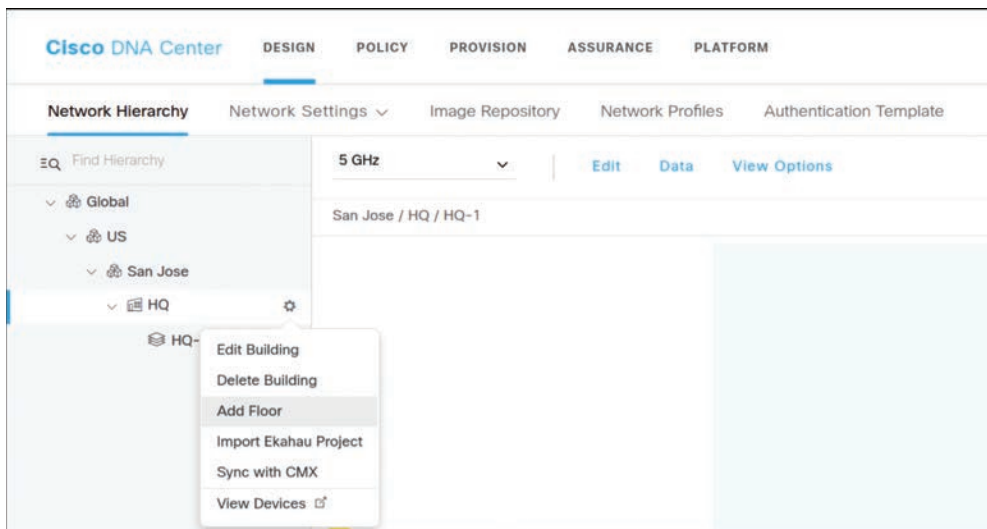 Cisco DNA Center DESIGN POLICY PROVISION ASSURANCE PLATFORM
Network Hierarchy Network Settings Image Repository Network Profiles Authentication Template
Find Hierarchy
5 GHz Edit Data View Options
Global
San Jose / HQ / HQ-1
US
San Jose
HQ
HQ-
Edit Building
Delete Building
Add Floor
Import Ekahau Project
Sync with CMX
View Devices